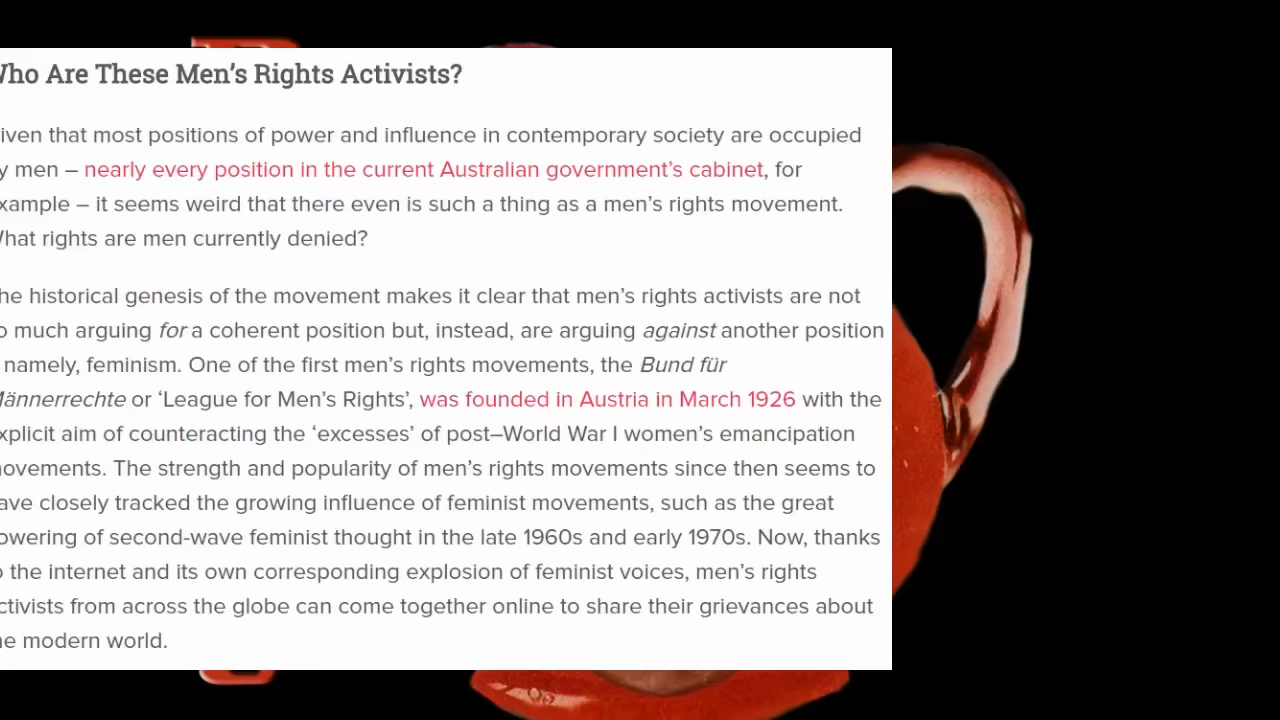 Who Are These Men's Rights Activists?
iven that most positions of power and influence in contemporary society are occupied
y men – nearly every position in the current Australian government's cabinet, for
xample – it seems weird that there even is such a thing as a men's rights movement.
What rights are men currently denied?
he historical genesis of the movement makes it clear that men's rights activists are not
o much arguing for a coherent position but, instead, are arguing against another position
namely, feminism. One of the first men's rights movements, the Bund für
Männerrechte or ‘League for Men's Rights’, was founded in Austria in March 1926 with the
xplicit aim of counteracting the ‘excesses’ of post–World War I women's emancipation
ovements. The strength and popularity of men's rights movements since then seems to
ave closely tracked the growing influence of feminist movements, such as the great
owering of second-wave feminist thought in the late 1960s and early 1970s. Now, thanks
o the internet and its own corresponding explosion of feminist voices, men's rights
ctivists from across the globe can come together online to share their grievances about
he modern world.